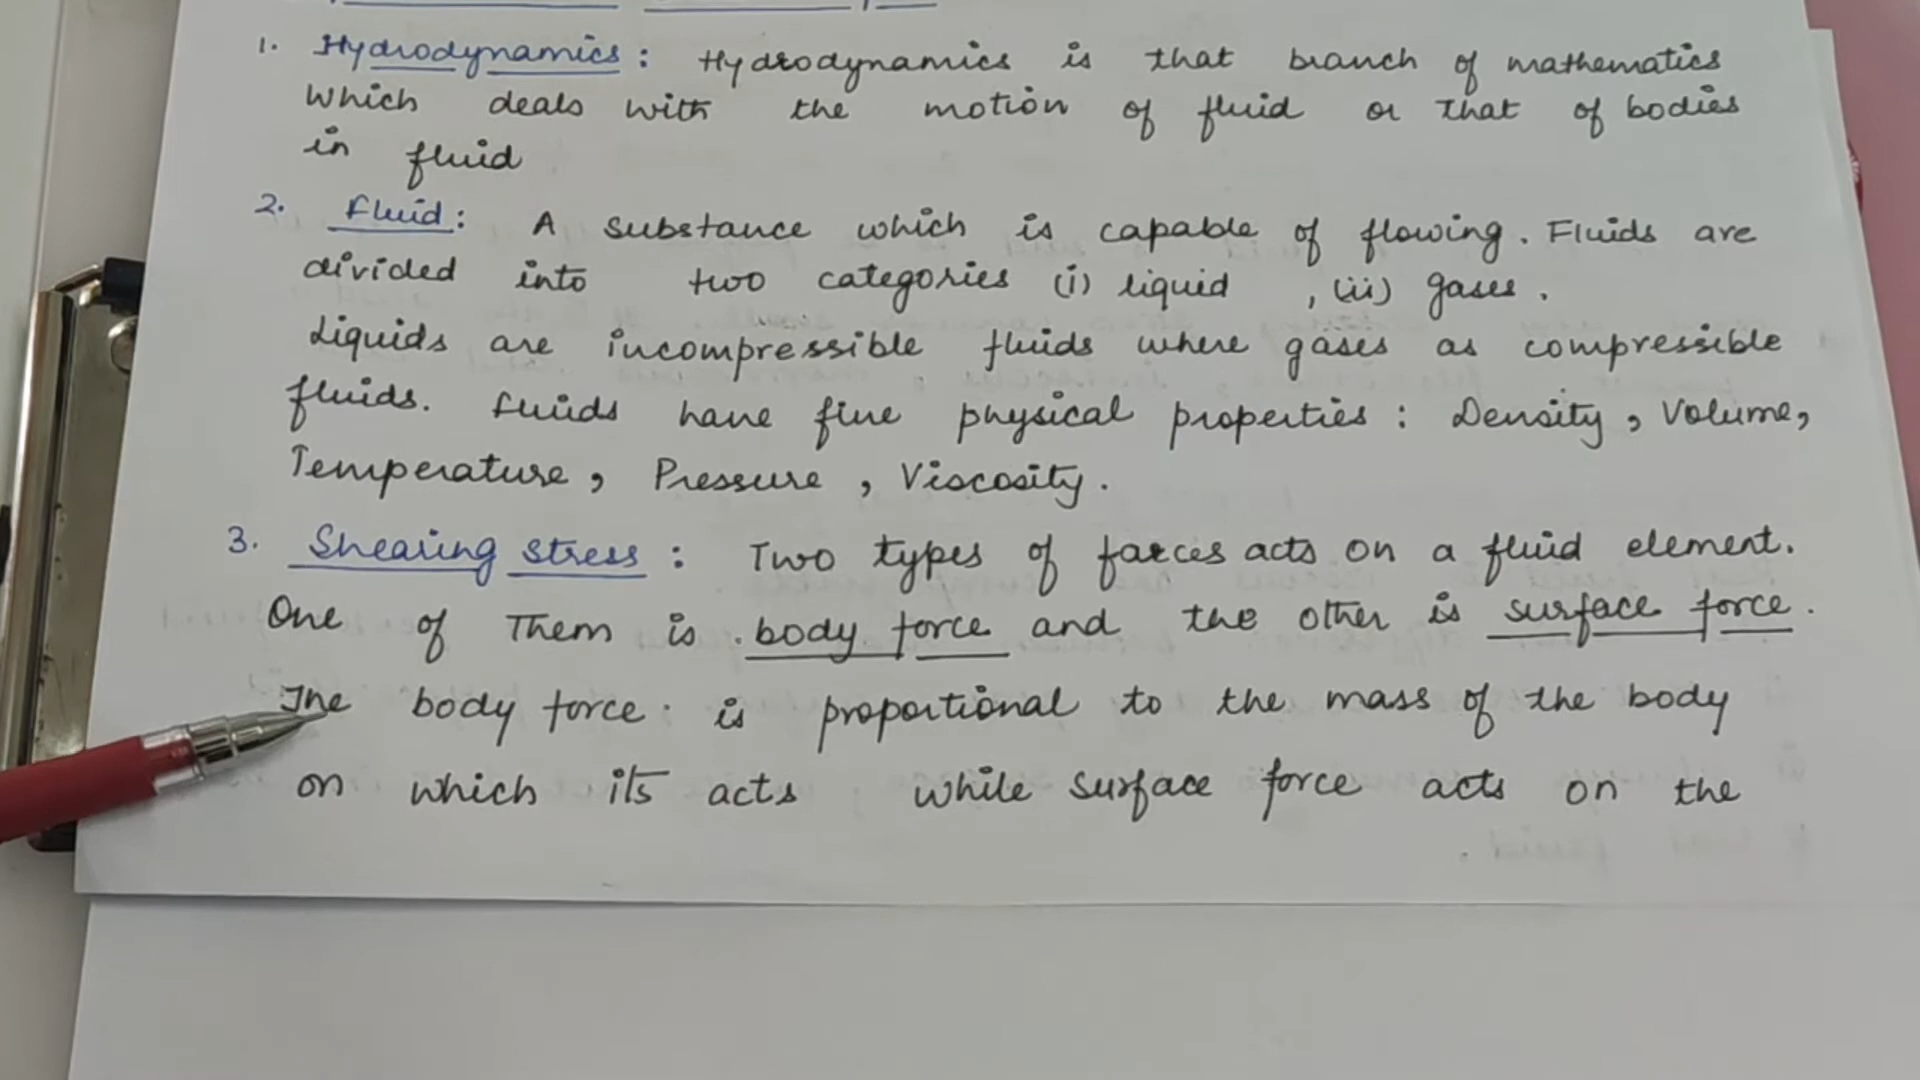 1. Hydrodynamics : Hydrodynamics is that branch of mathematics
which deals with the motion of fluid or that of bodies
in fluid
2. Fluid : A substance which is capable of flowing. Fluids are
divided into two categories (i) liquid , (ii) gases .
Liquids are incompressible fluids where gases as compressible
fluids. Fluids have five physical properties : Density , Volume ,
Temperature , Pressure , Viscosity .
3. Shearing stress : Two types of forces acts on a fluid element.
One of Them is body force and the other is surface force .
The body force is proportional to the mass of the body
on which its acts while surface force acts on the